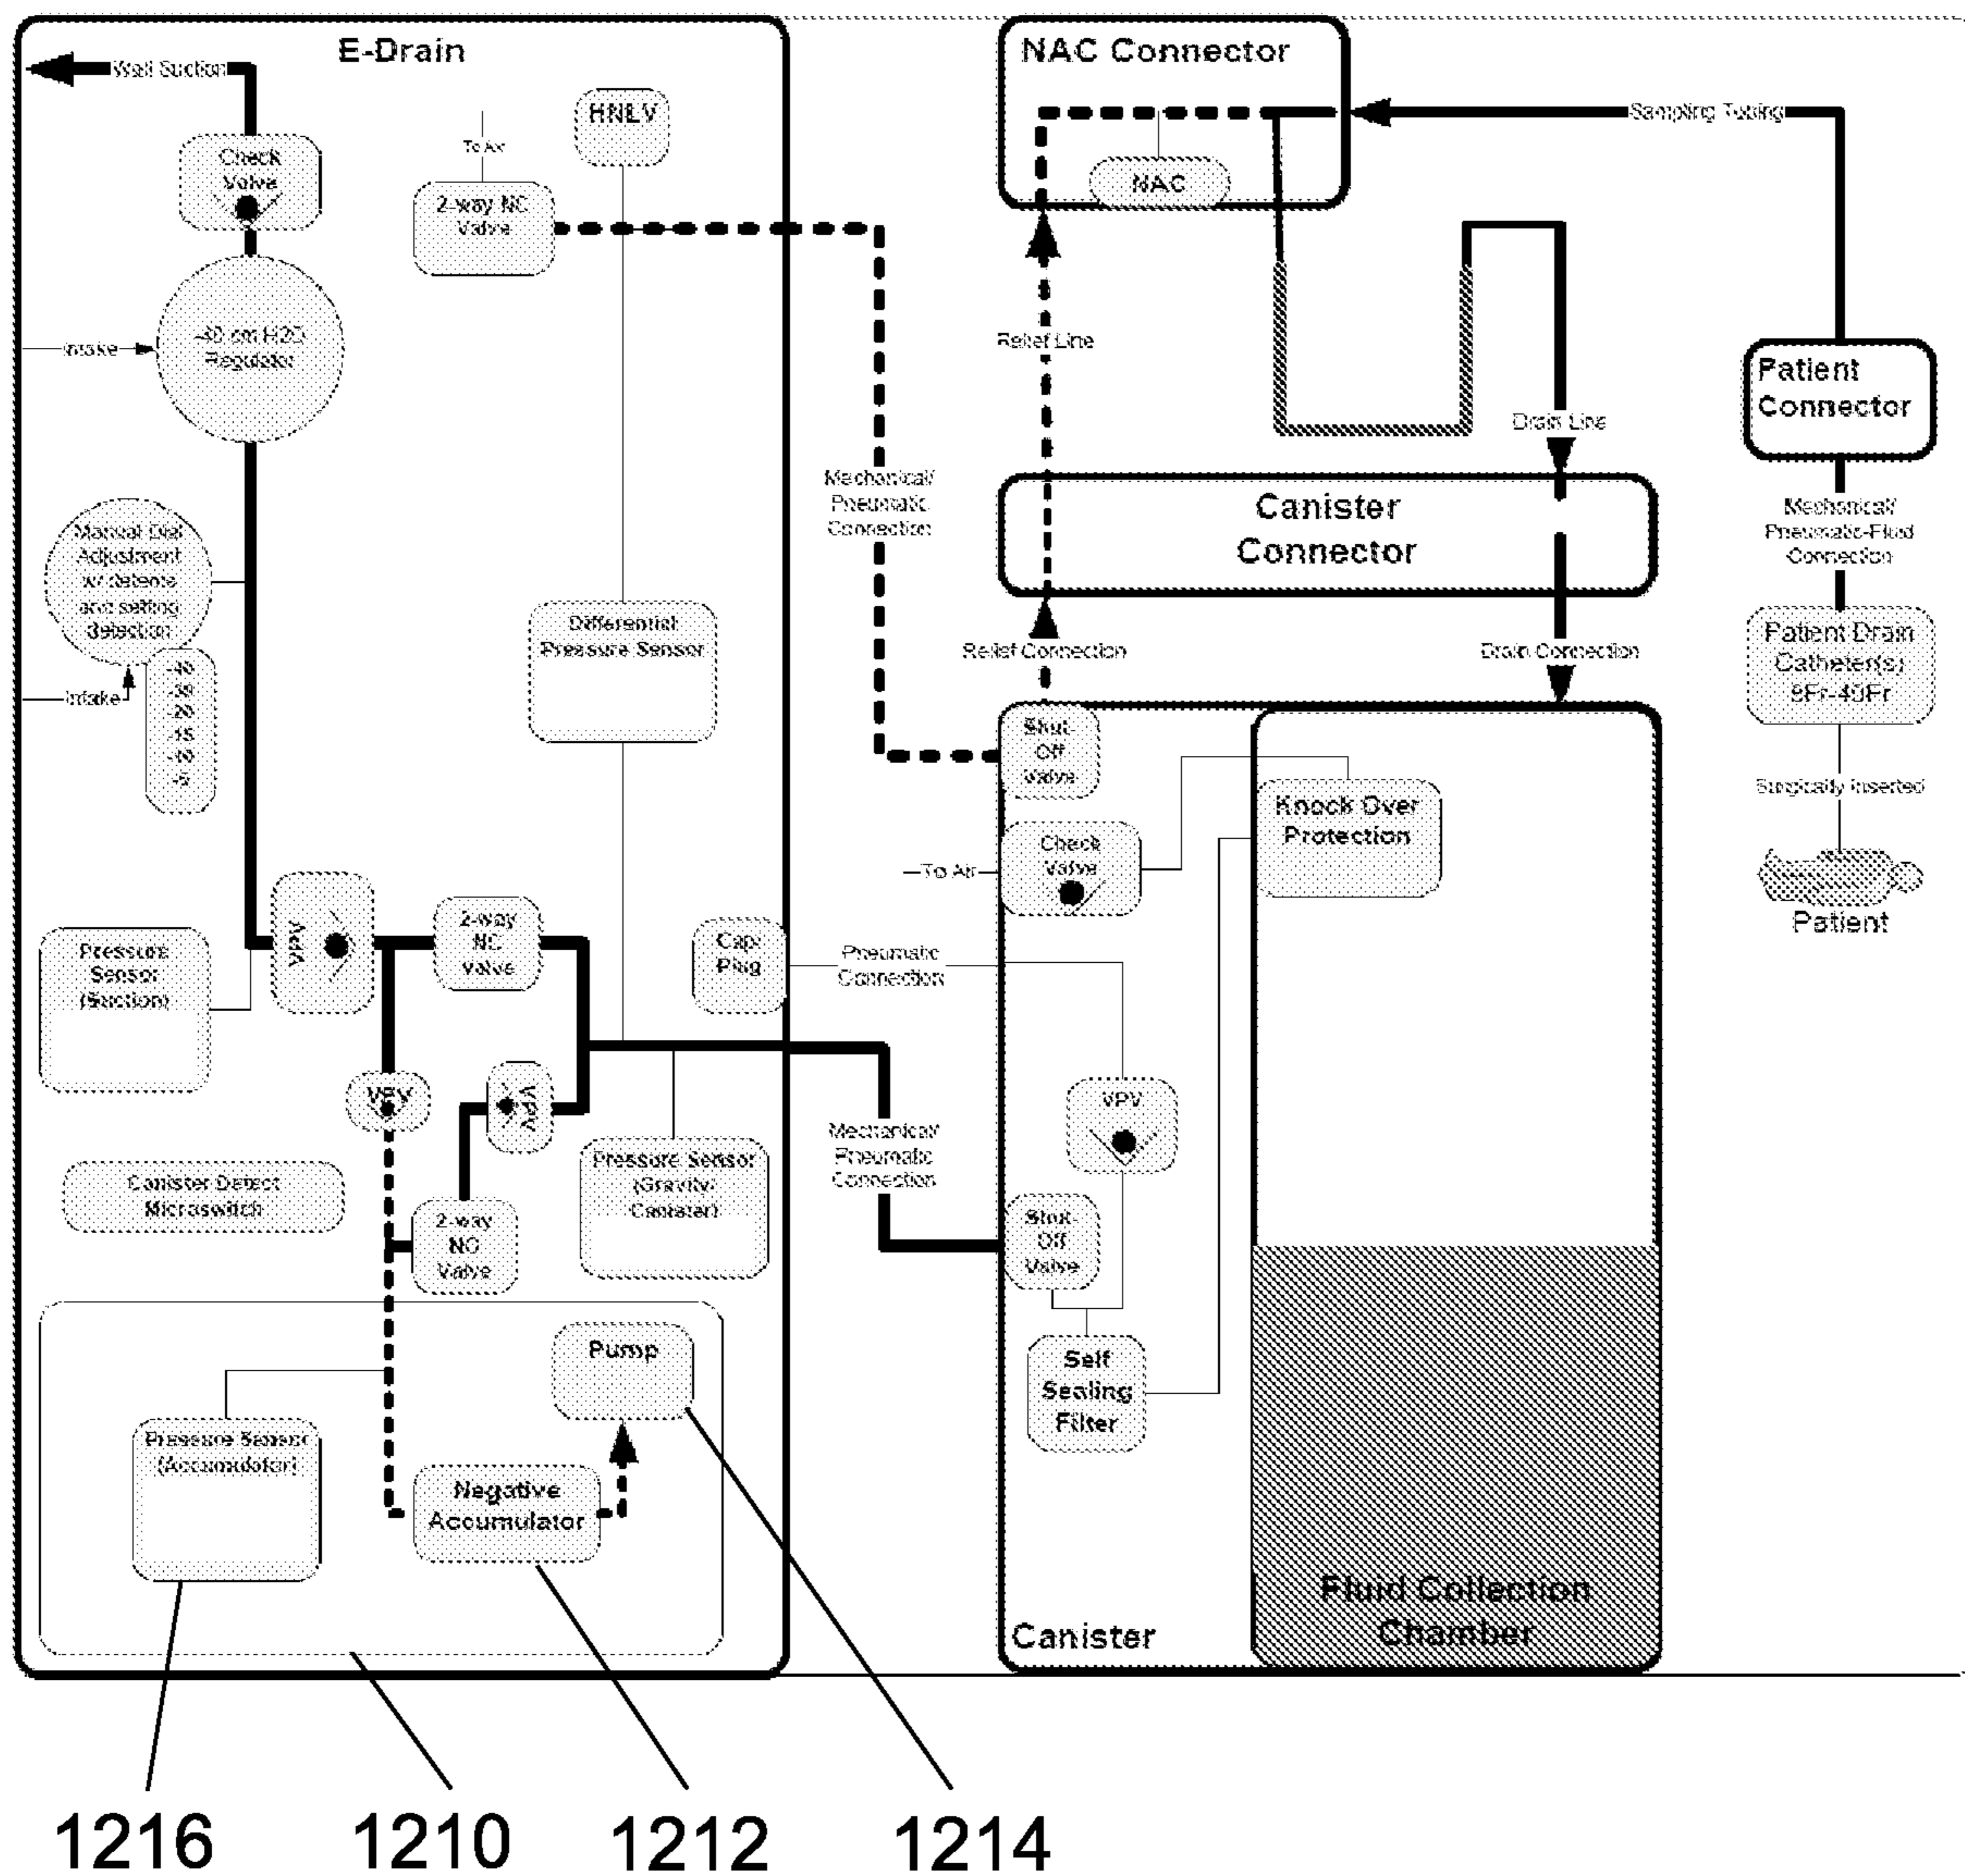 E-Drain
NAC Connector
Wall Suction
HNLV
Sampling Tubing
To Air
Check
Valve
NAC
2-way NC
Valve
Intake
-40 cm H2O
Regulator
Relief Line
Patient
Connector
Drain Line
Mechanical/
Pneumatic
Connection
Canister
Connector
Mechanical/
Pneumatic-Fluid
Connection
Manual Dial
Adjustment
w/ detents
and setting
detection
Differential
Pressure Sensor
Relief Connection
Drain Connection
Patient Drain
Catheter(s)
8Fr-40Fr
-40
-20
-15
-10
-5
Intake
Shut-
Off
Valve
Surgically Inserted
Knock Over
Protection
To Air
Check
Valve
Patient
VPV
2-way
NC
Valve
Pressure
Sensor
(Suction)
Cap/
Plug
Pneumatic
Connection
VPV
VPV
VPV
Mechanical/
Pneumatic
Connection
Canister Detect
Microswitch
Pressure Sensor
(Gravity/
Canister)
2-way
NC
Valve
Shut-
Off
Valve
Pump
Self
Sealing
Filter
Pressure Sensor
(Accumulator)
Negative
Accumulator
Fluid Collection
Chamber
Canister
1216
1210
1212
1214